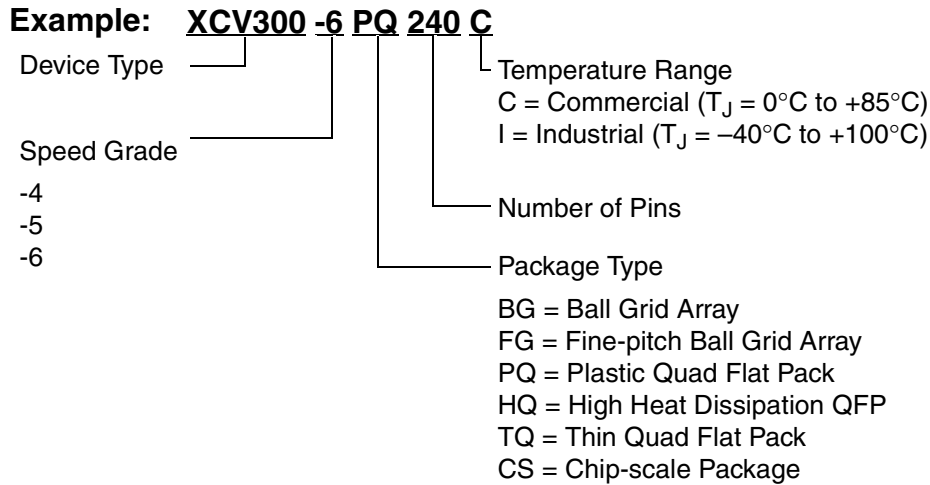 Example: XCV300 -6 PQ 240 C
Device Type
Speed Grade
-4
-5
-6
Temperature Range
C = Commercial (TJ = 0°C to +85°C)
I = Industrial (TJ = –40°C to +100°C)
Number of Pins
Package Type
BG = Ball Grid Array
FG = Fine-pitch Ball Grid Array
PQ = Plastic Quad Flat Pack
HQ = High Heat Dissipation QFP
TQ = Thin Quad Flat Pack
CS = Chip-scale Package